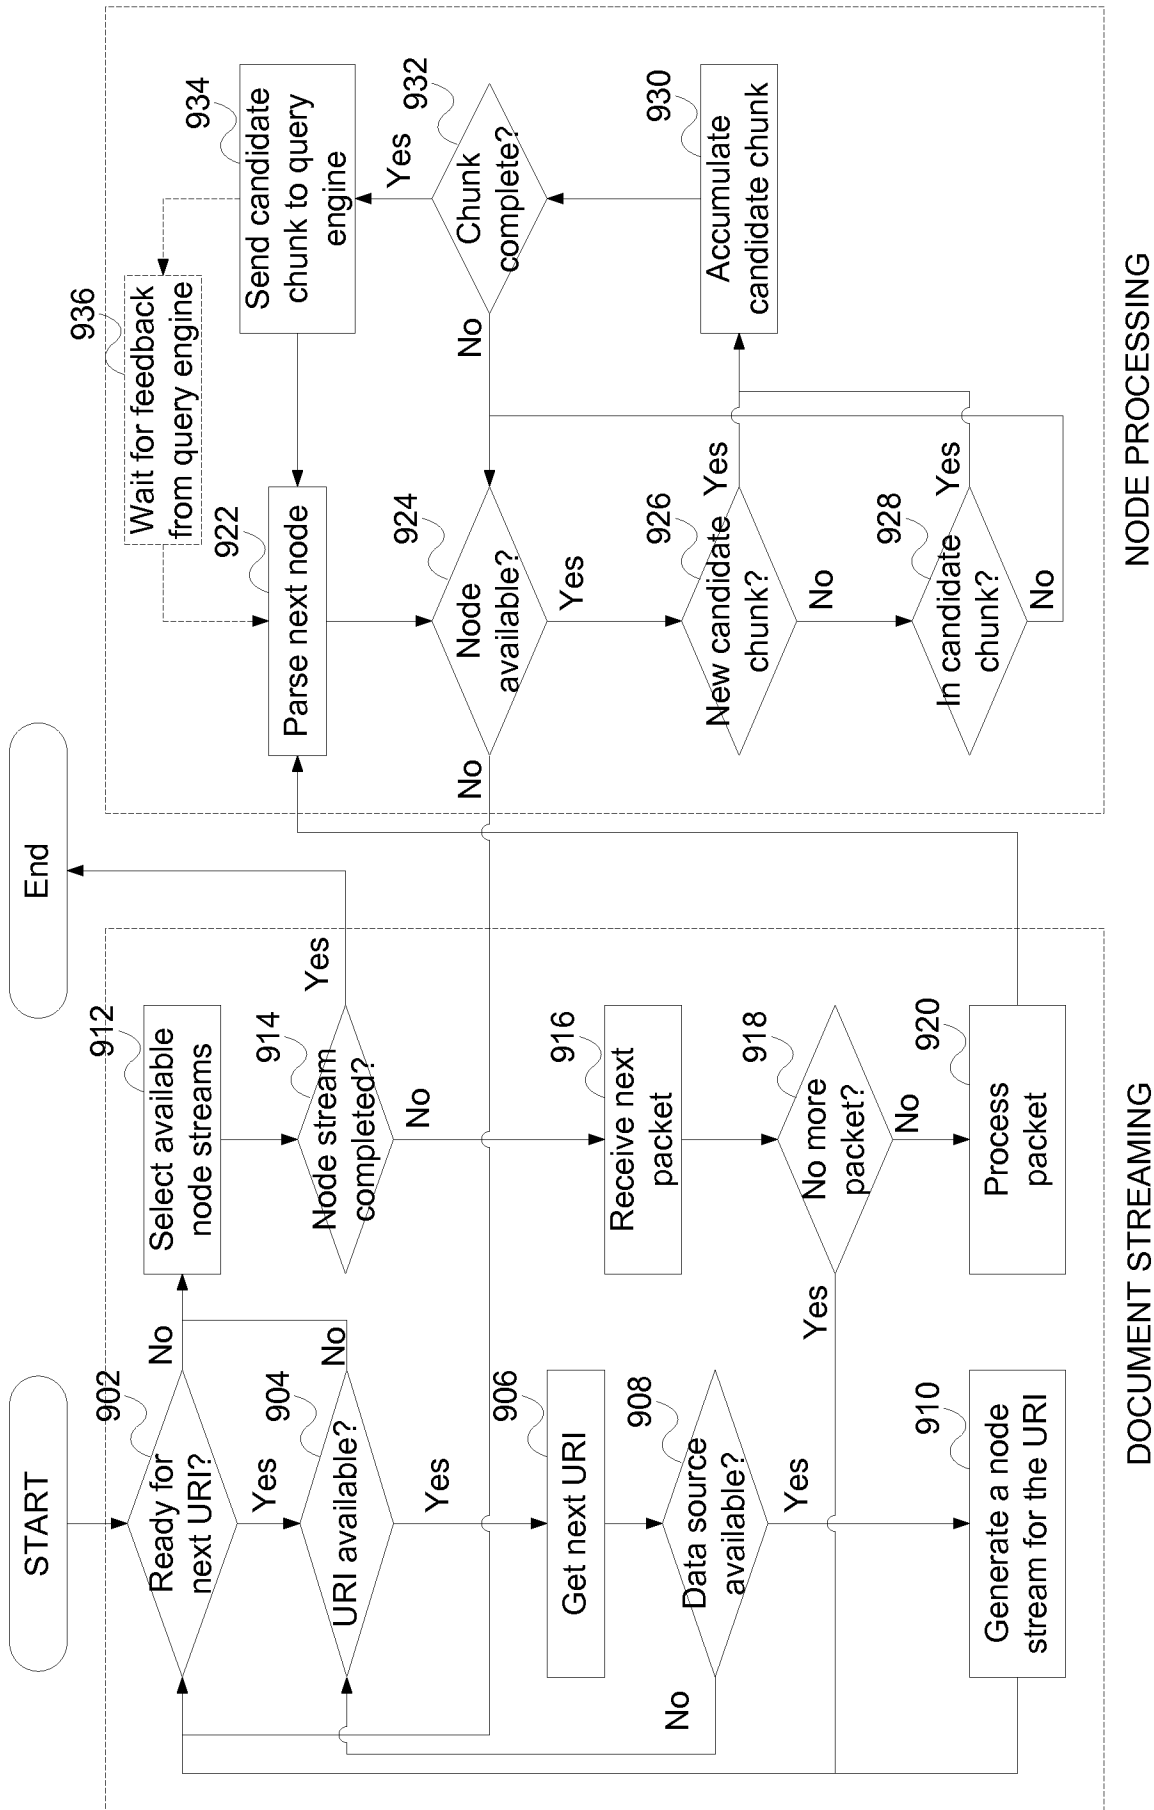 START
902
Ready for
next URI?
No
Yes
904
URI available?
No
Yes
906
Get next URI
908
Data source
available?
No
Yes
910
Generate a node
stream for the URI
912
Select available
node streams
914
Node stream
completed?
Yes
No
916
Receive next
packet
918
No more
packet?
Yes
No
920
Process
packet
DOCUMENT STREAMING
End
922
Parse next node
924
Node
available?
No
Yes
926
New candidate
chunk?
Yes
No
928
In candidate
chunk?
Yes
No
930
Accumulate
candidate chunk
932
Chunk
complete?
Yes
No
934
Send candidate
chunk to query
engine
936
Wait for feedback
from query engine
NODE PROCESSING